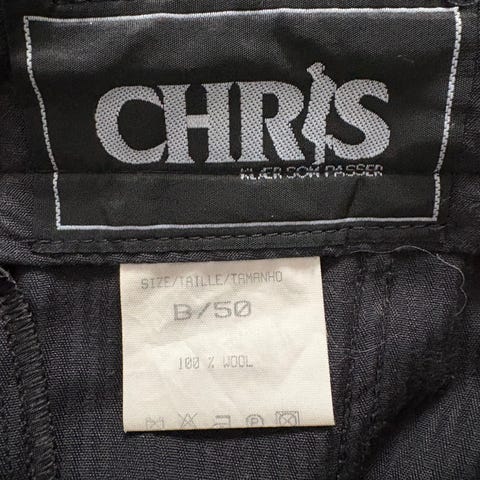 CHRIS
KLÆR SOM PASSER
SIZE/TAILLE/TAMANHO
B/50
100 % WOOL